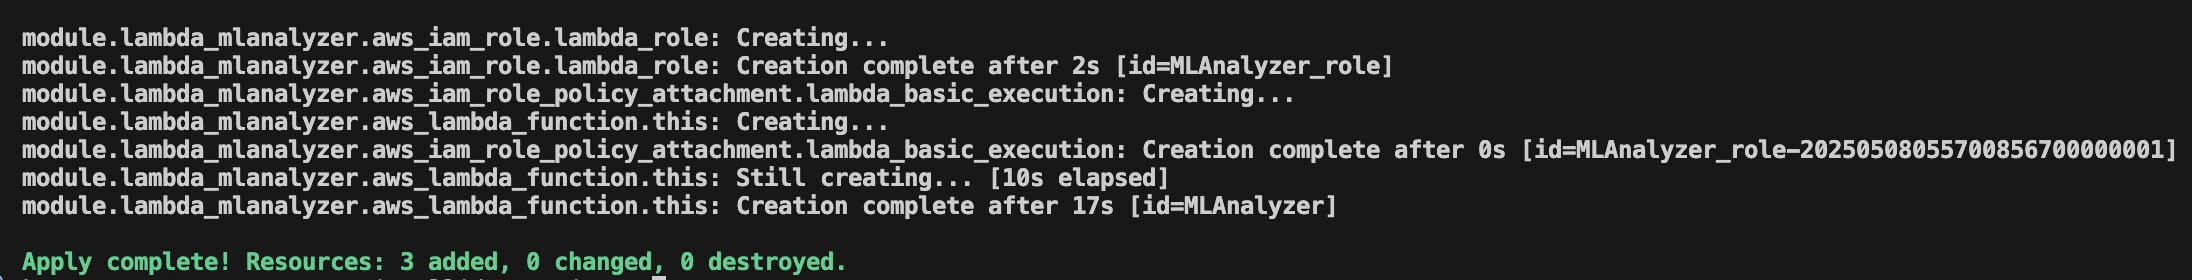 module.lambda_mlanalyzer.aws_iam_role.lambda_role: Creating...
module.lambda_mlanalyzer.aws_iam_role.lambda_role: Creation complete after 2s [id=MLAnalyzer_role]
module.lambda_mlanalyzer.aws_iam_role_policy_attachment.lambda_basic_execution: Creating...
module.lambda_mlanalyzer.aws_lambda_function.this: Creating...
module.lambda_mlanalyzer.aws_iam_role_policy_attachment.lambda_basic_execution: Creation complete after 0s [id=MLAnalyzer_role-20250508055700856700000001]
module.lambda_mlanalyzer.aws_lambda_function.this: Still creating... [10s elapsed]
module.lambda_mlanalyzer.aws_lambda_function.this: Creation complete after 17s [id=MLAnalyzer]
Apply complete! Resources: 3 added, 0 changed, 0 destroyed.